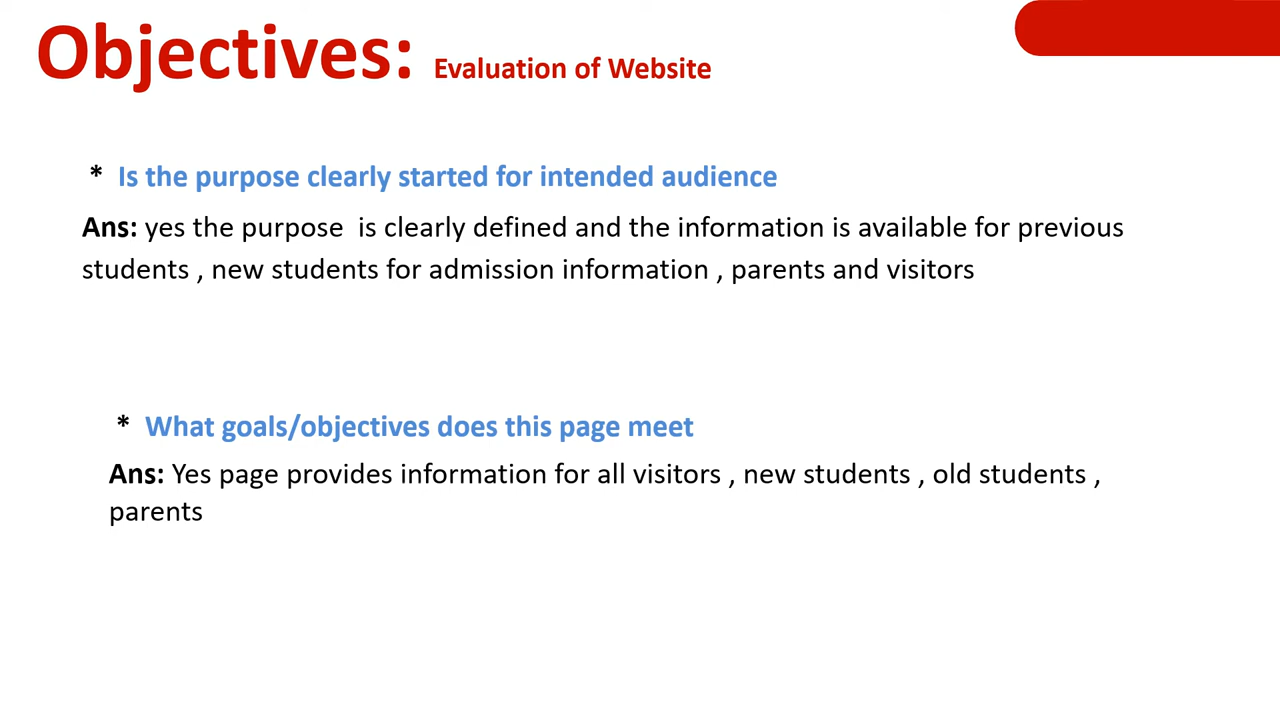 Objectives: Evaluation of Website
* Is the purpose clearly started for intended audience
Ans: yes the purpose  is clearly defined and the information is available for previous
students , new students for admission information , parents and visitors
* What goals/objectives does this page meet
Ans: Yes page provides information for all visitors , new students , old students ,
parents